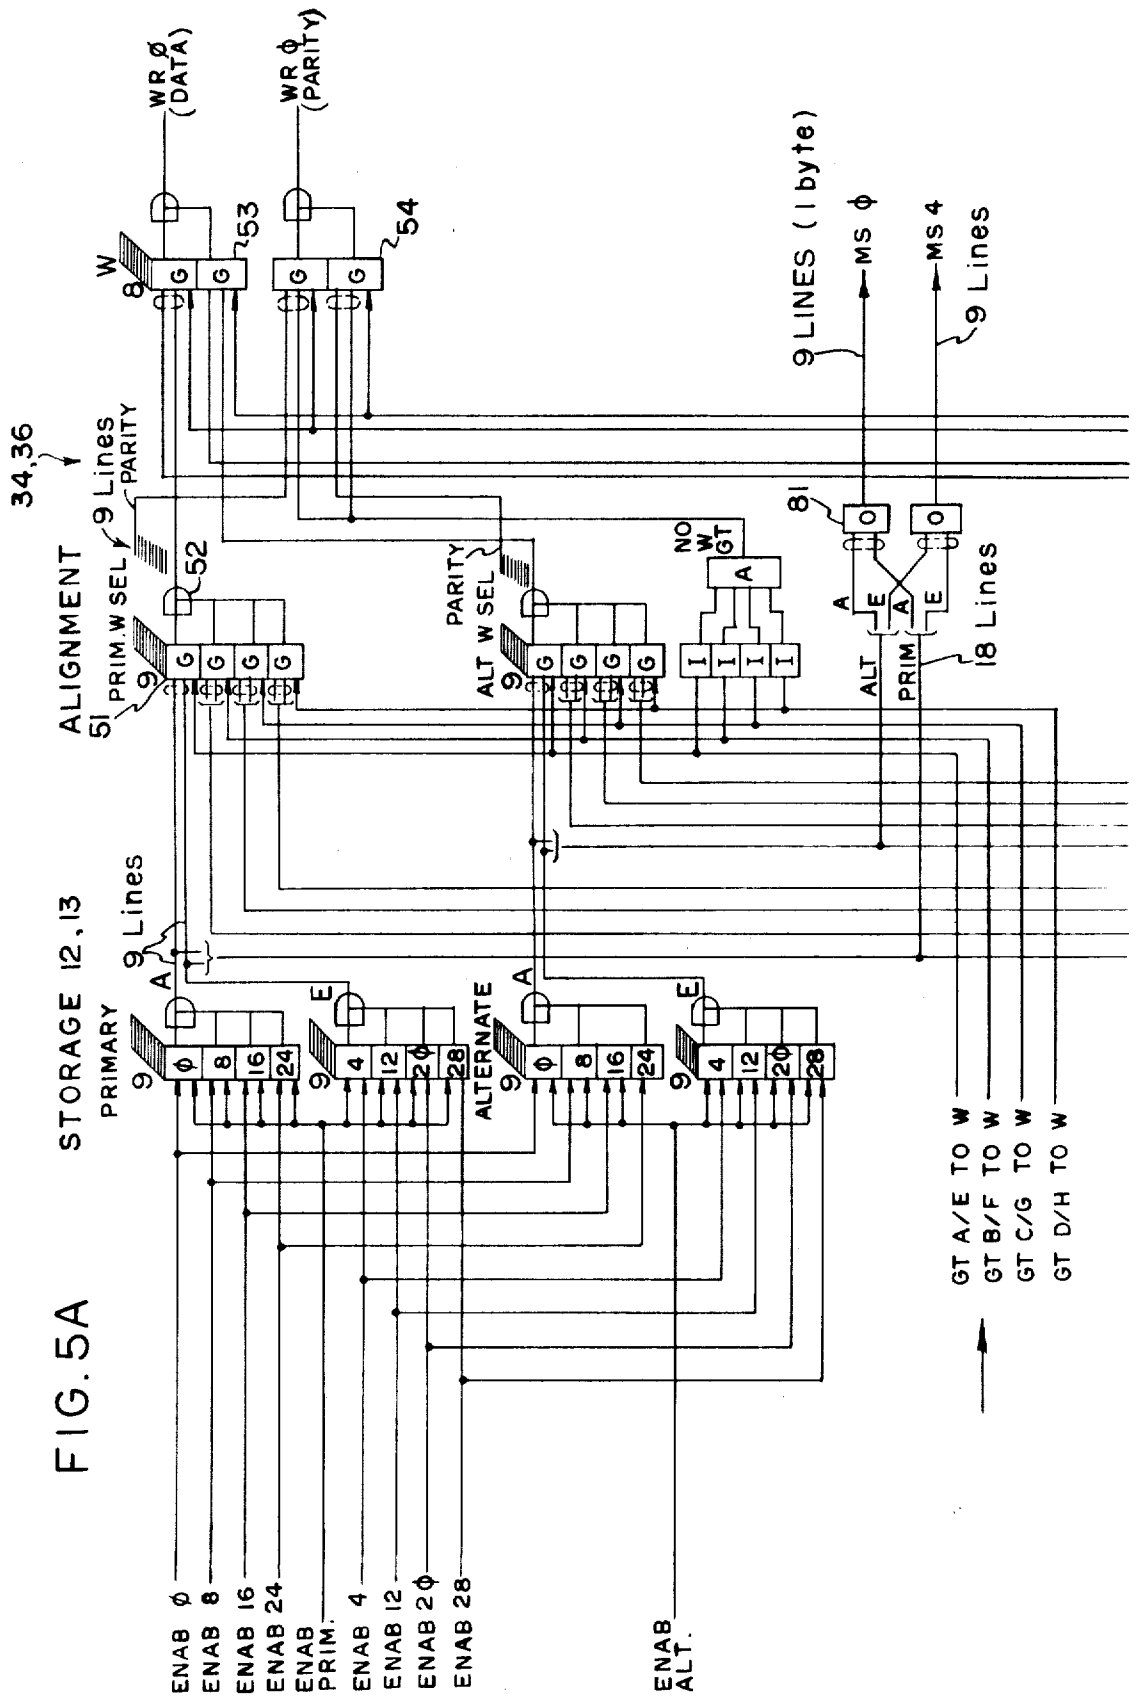 FIG. 5A
STORAGE 12,13
PRIMARY
ALIGNMENT
34,36
51
PRIM. W SEL
9 Lines
PARITY
9 Lines
A
52
W
8
G
G
53
WR ϕ
(DATA)
G
G
54
WR ϕ
(PARITY)
ENAB ϕ
ENAB 8
ENAB 16
ENAB 24
ENAB
PRIM.
ENAB 4
ENAB 12
ENAB 2ϕ
ENAB 28
ENAB
ALT.
9
ϕ
8
16
24
E
9
4
12
2ϕ
28
ALTERNATE
A
9
ϕ
8
16
24
E
9
4
12
2ϕ
28
9
G
G
G
G
ALT W SEL
PARITY
9
G
G
G
G
NO
W
GT
A
I
I
I
I
ALT
PRIM
A
E
A
E
81
O
O
18 Lines
9 LINES (1 byte)
MS ϕ
MS 4
9 Lines
GT A/E TO W
GT B/F TO W
GT C/G TO W
GT D/H TO W